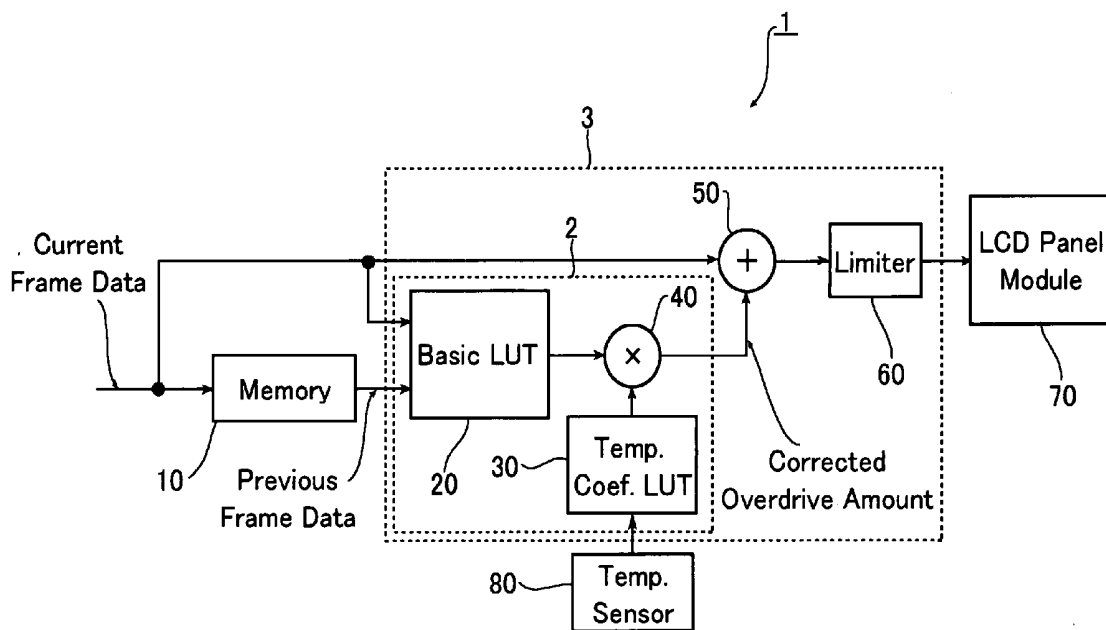 1
3
50
2
Current
Frame Data
+
Limiter
LCD Panel
Module
40
Basic LUT
×
60
70
Memory
10
Previous
Frame Data
20
30
Temp.
Coef. LUT
Corrected
Overdrive Amount
80
Temp.
Sensor